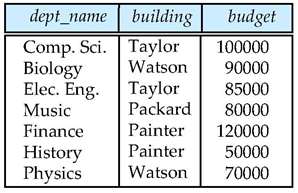 dept_name building budget
Comp. Sci. Taylor 100000
Biology Watson 90000
Elec. Eng. Taylor 85000
Music Packard 80000
Finance Painter 120000
History Painter 50000
Physics Watson 70000